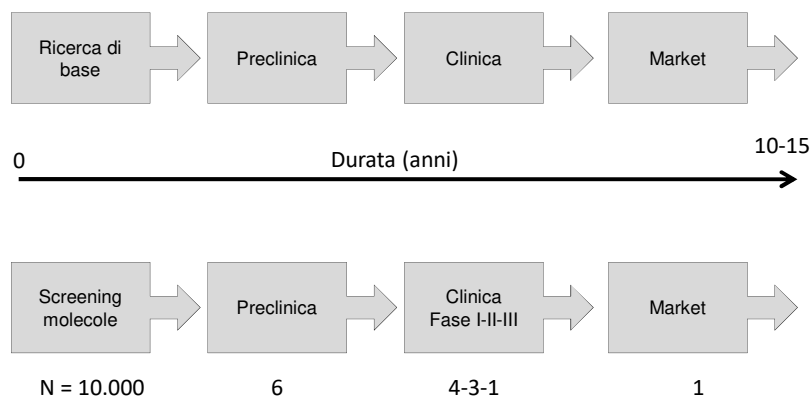 Ricerca di
base
Preclinica
Clinica
Market
0
Durata (anni)
10-15
Screening
molecole
Preclinica
Clinica
Fase I-II-III
Market
N = 10.000
6
4-3-1
1